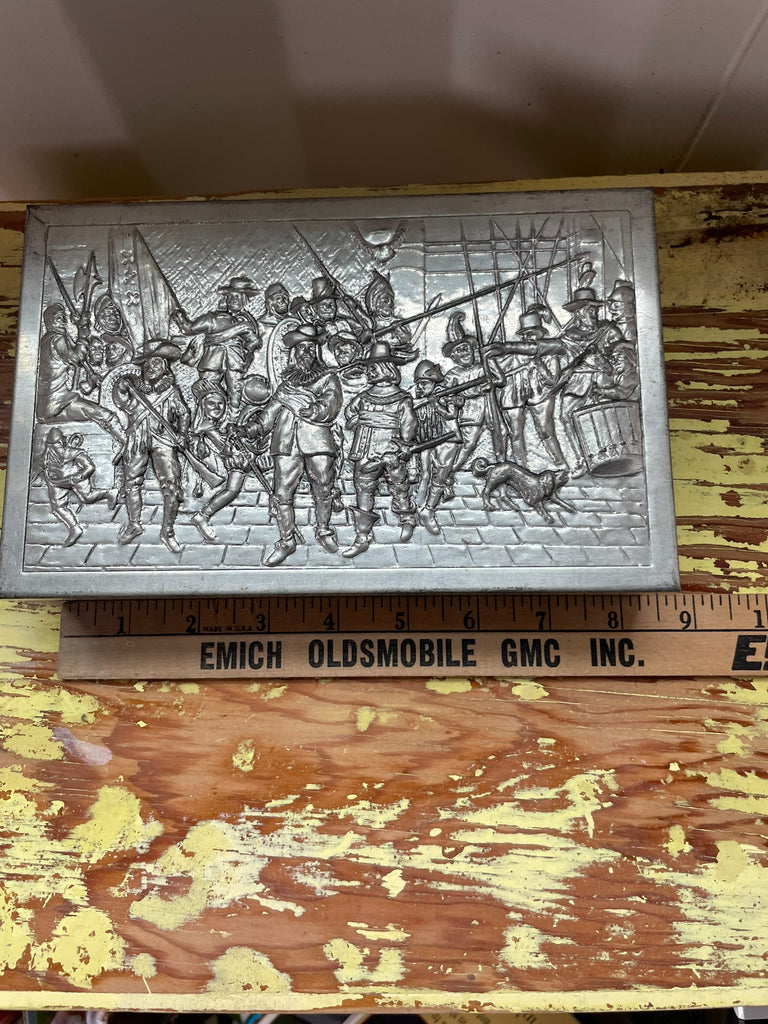 1 2 3 4 5 6 7 8 9 1
MADE IN U.S.A.
EMICH OLDSMOBILE GMC INC.